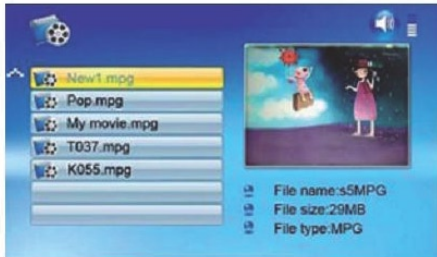 New1.mpg
Pop.mpg
My movie.mpg
T037.mpg
K055.mpg
File name:s5MPG
File size:29MB
File type:MPG